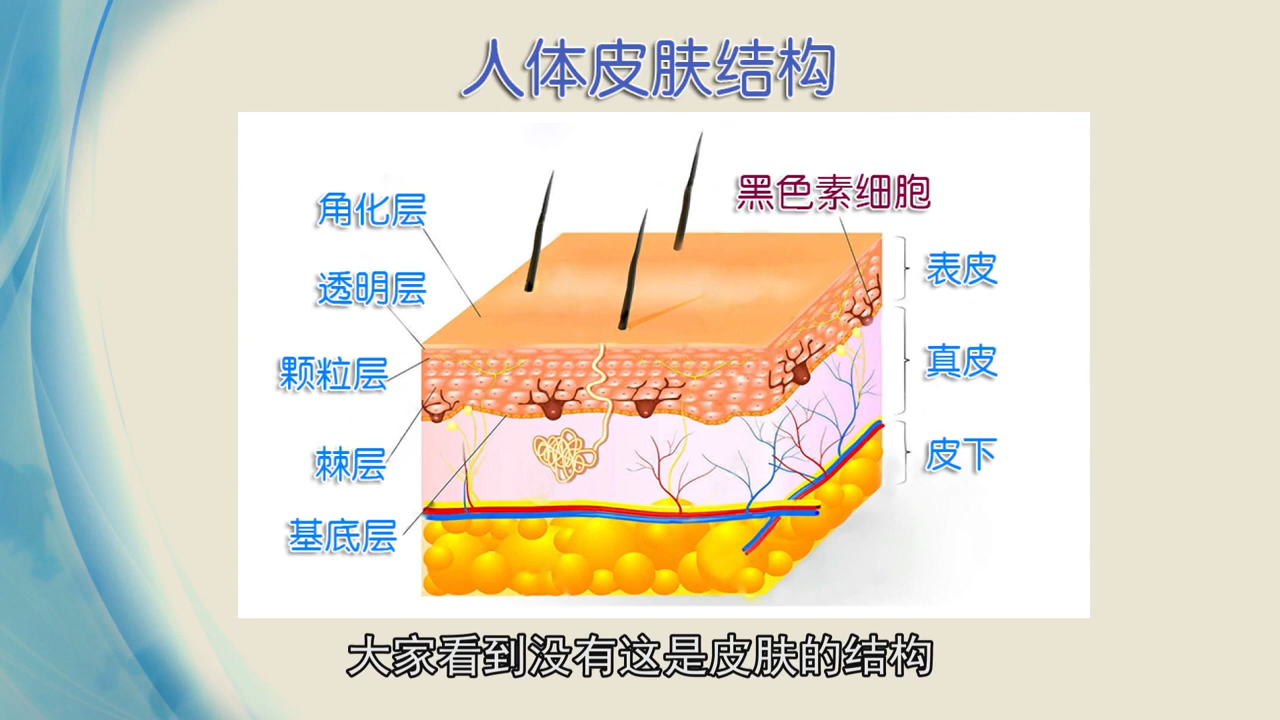 人体皮肤结构
角化层
透明层
颗粒层
棘层
基底层
黑色素细胞
表皮
真皮
皮下
大家看到没有这是皮肤的结构